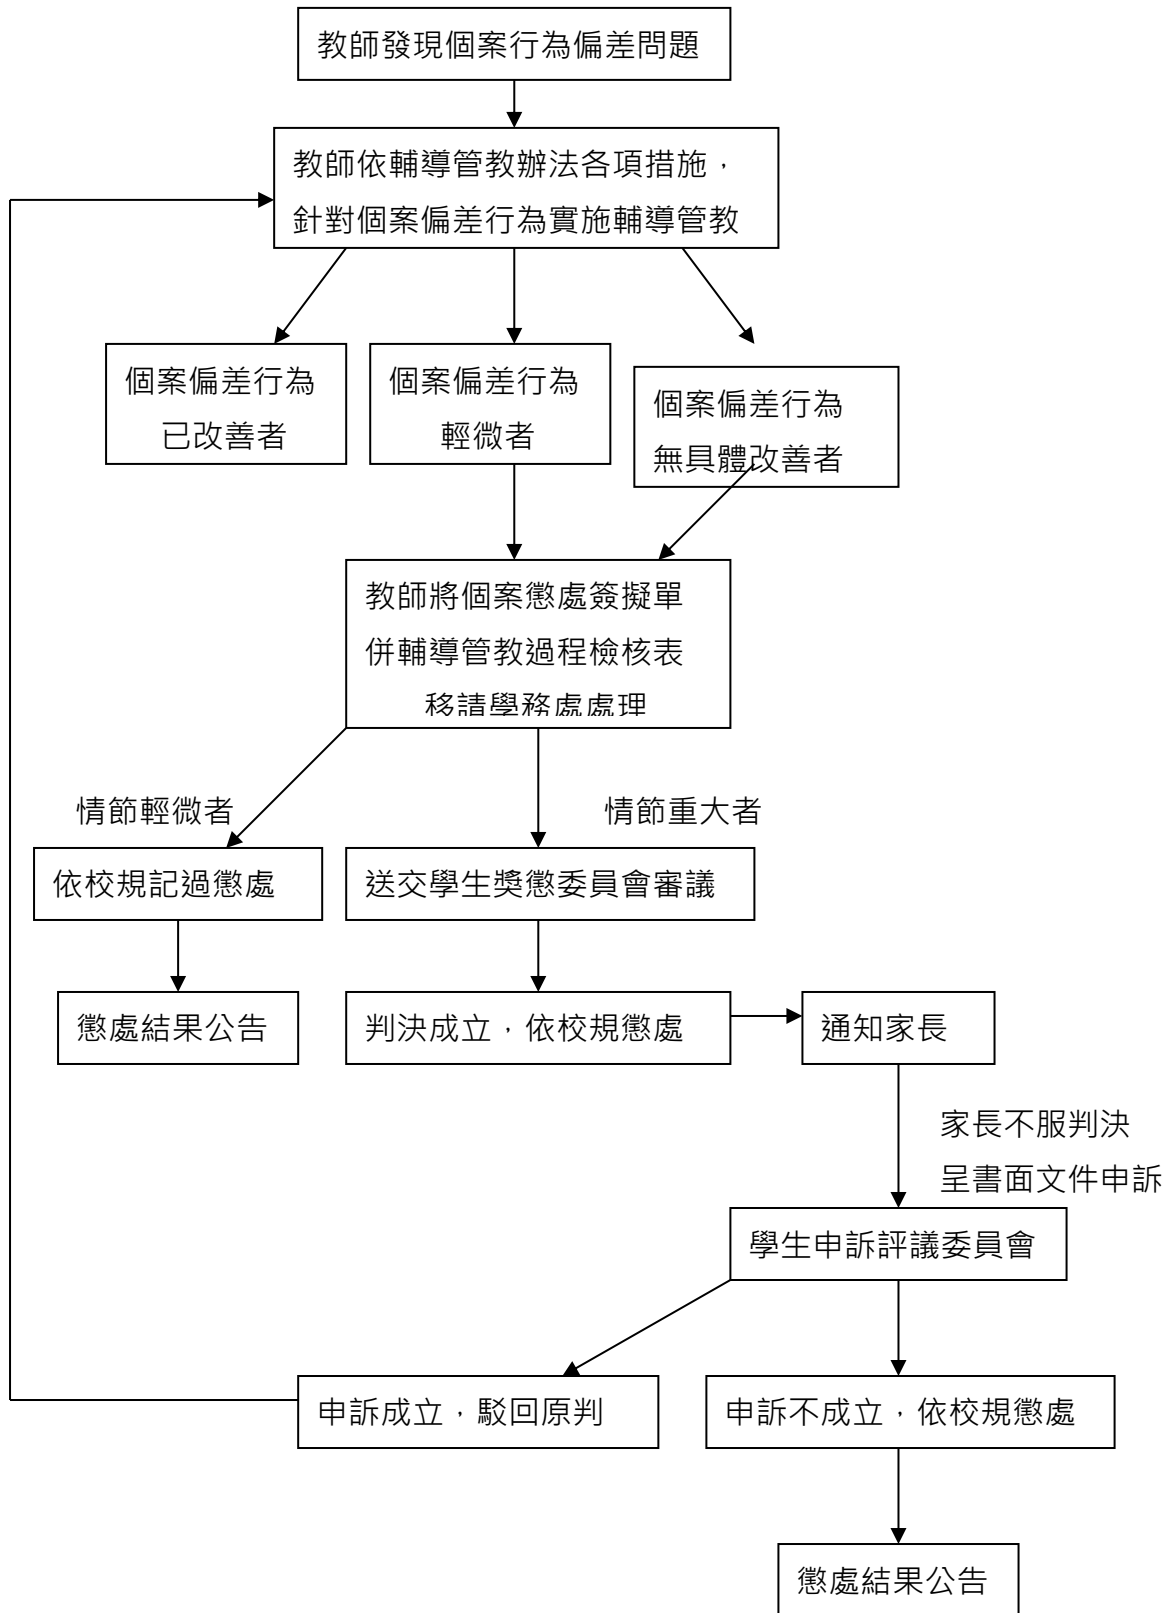 教師發現個案行為偏差問題
教師依輔導管教辦法各項措施，
針對個案偏差行為實施輔導管教
個案偏差行為
已改善者
個案偏差行為
輕微者
個案偏差行為
無具體改善者
教師將個案懲處簽擬單
併輔導管教過程檢核表
移請學務處處理
情節輕微者
情節重大者
依校規記過懲處
送交學生獎懲委員會審議
懲處結果公告
判決成立，依校規懲處
通知家長
家長不服判決
呈書面文件申訴
學生申訴評議委員會
申訴成立，駁回原判
申訴不成立，依校規懲處
懲處結果公告